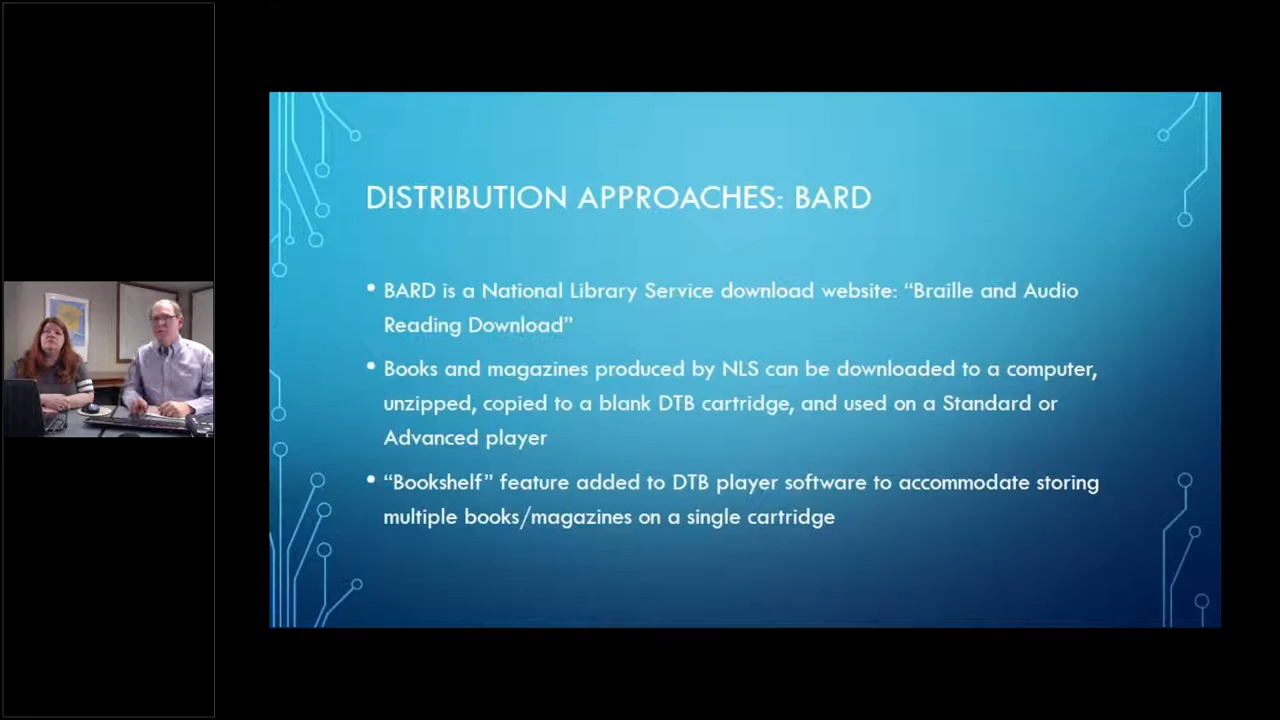 DISTRIBUTION APPROACHES: BARD
• BARD is a National Library Service download website: “Braille and Audio
Reading Download”
• Books and magazines produced by NLS can be downloaded to a computer,
unzipped, copied to a blank DTB cartridge, and used on a Standard or
Advanced player
• “Bookshelf” feature added to DTB player software to accommodate storing
multiple books/magazines on a single cartridge